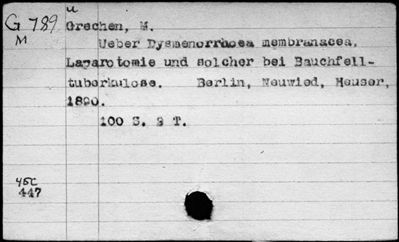 u
G 789 Grechen, M.
M
Ueber Dysmenorrhoea membranacea,
Laparotomie und solcher bei Bauchfell-
tuberkulose. Berlin, Neuwied, Heuser,
1890.
100 S. 2 T.
45C
447